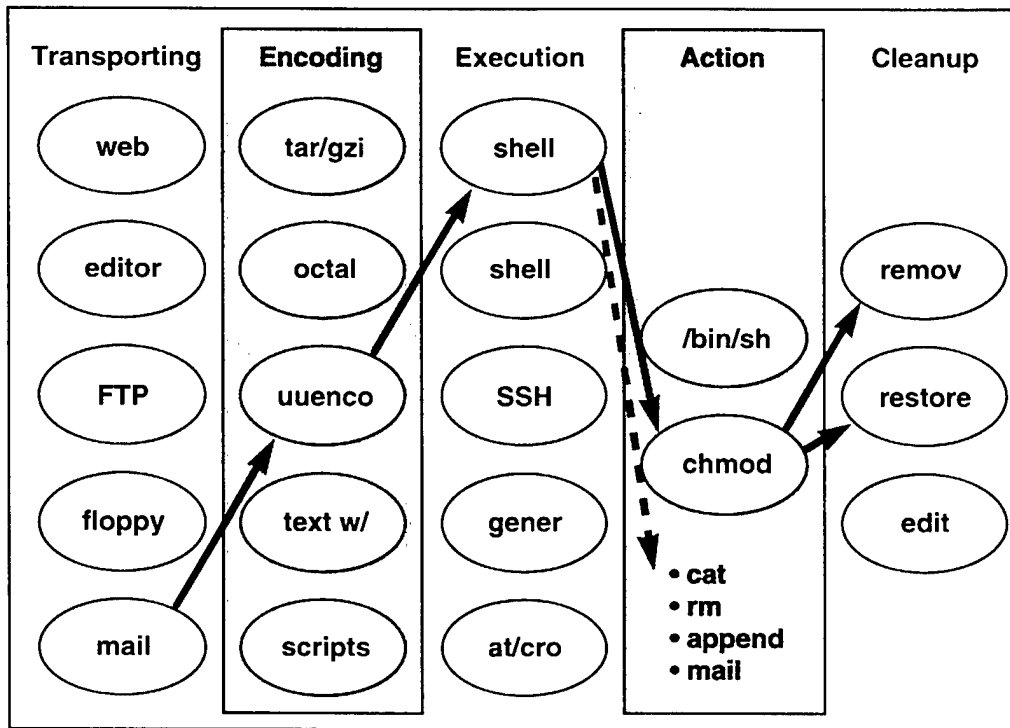 Transporting
Encoding
Execution
Action
Cleanup
web
tar/gzi
shell
editor
octal
shell
remov
/bin/sh
FTP
uuenco
SSH
restore
chmod
floppy
text w/
gener
edit
• cat
• rm
• append
• mail
mail
scripts
at/cro